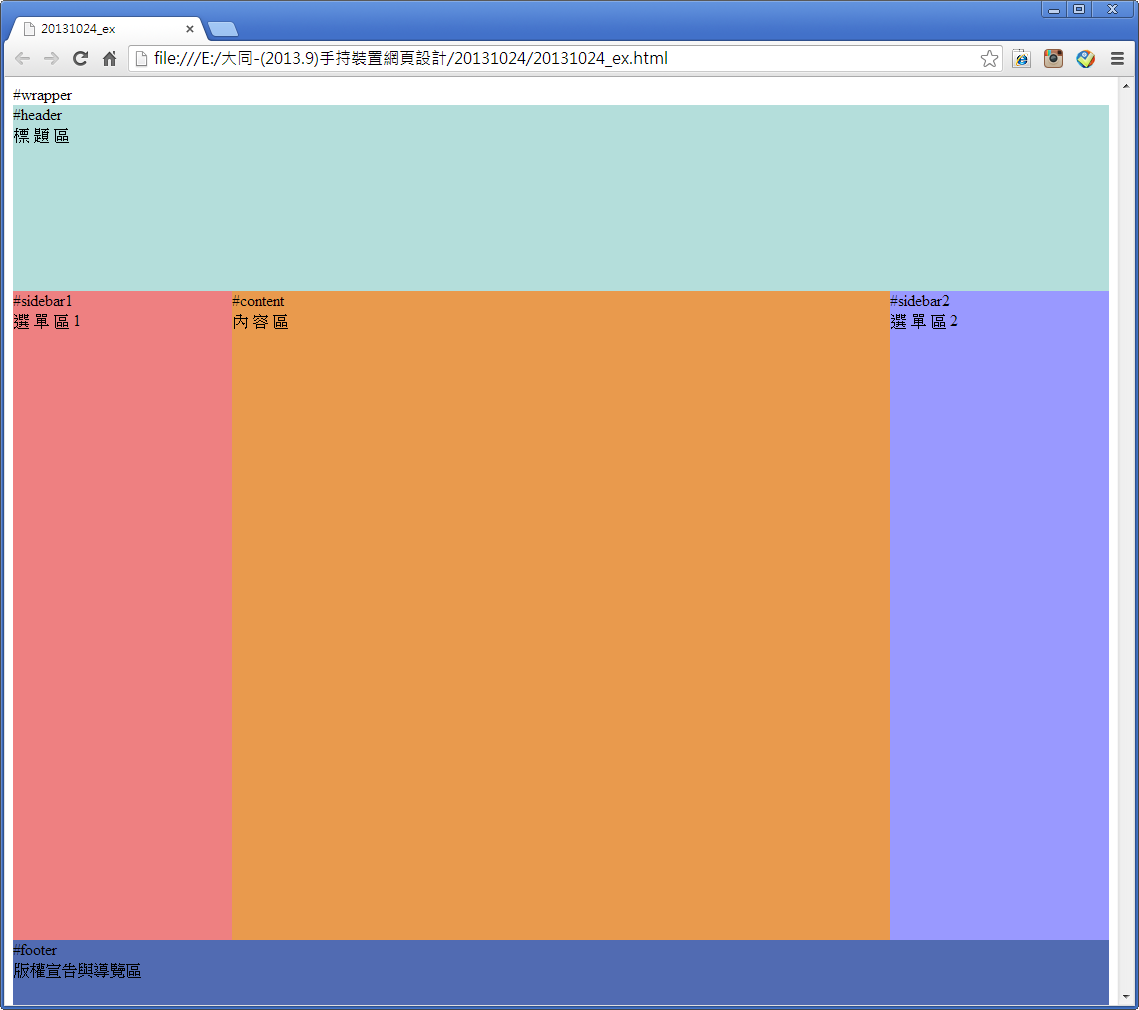 20131024_ex
file:///E:/大同-(2013.9)手持裝置網頁設計/20131024/20131024_ex.html
#wrapper
#header
標 題 區
#sidebar1
選 單 區 1
#content
內 容 區
#sidebar2
選 單 區 2
#footer
版權宣告與導覽區